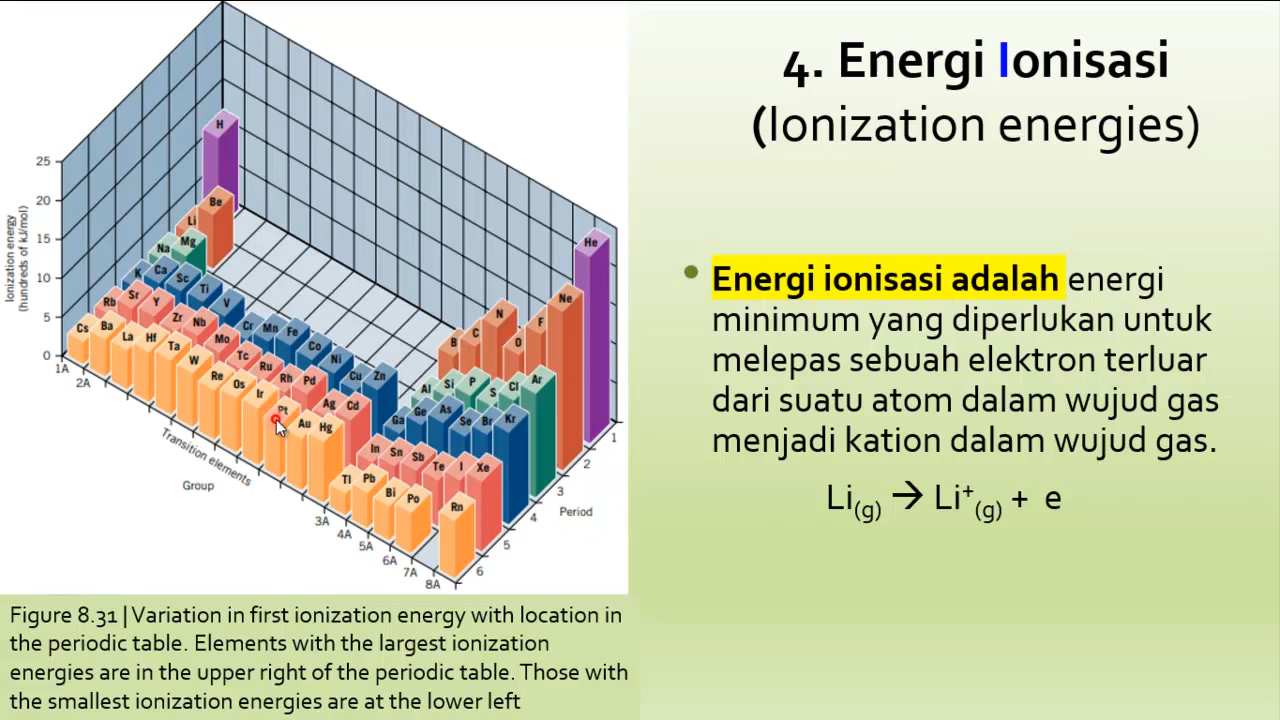 4. Energi Ionisasi
(Ionization energies)
Energi ionisasi adalah energi
minimum yang diperlukan untuk
melepas sebuah elektron terluar
dari suatu atom dalam wujud gas
menjadi kation dalam wujud gas.
Li(g) → Li+(g) + e
Ionization energy
(hundreds of kJ/mol)
25
20
15
10
5
0
H
He
Li
Be
B
C
N
O
F
Ne
Na
Mg
Al
Si
P
S
Cl
Ar
K
Ca
Sc
Ti
V
Cr
Mn
Fe
Co
Ni
Cu
Zn
Ga
Ge
As
Se
Br
Kr
Rb
Sr
Y
Zr
Nb
Mo
Tc
Ru
Rh
Pd
Ag
Cd
In
Sn
Sb
Te
I
Xe
Cs
Ba
La
Hf
Ta
W
Re
Os
Ir
Pt
Au
Hg
Tl
Pb
Bi
Po
Rn
1A
2A
Transition elements
3A
4A
5A
6A
7A
8A
Group
1
2
3
4
5
6
Period
Figure 8.31 | Variation in first ionization energy with location in
the periodic table. Elements with the largest ionization
energies are in the upper right of the periodic table. Those with
the smallest ionization energies are at the lower left